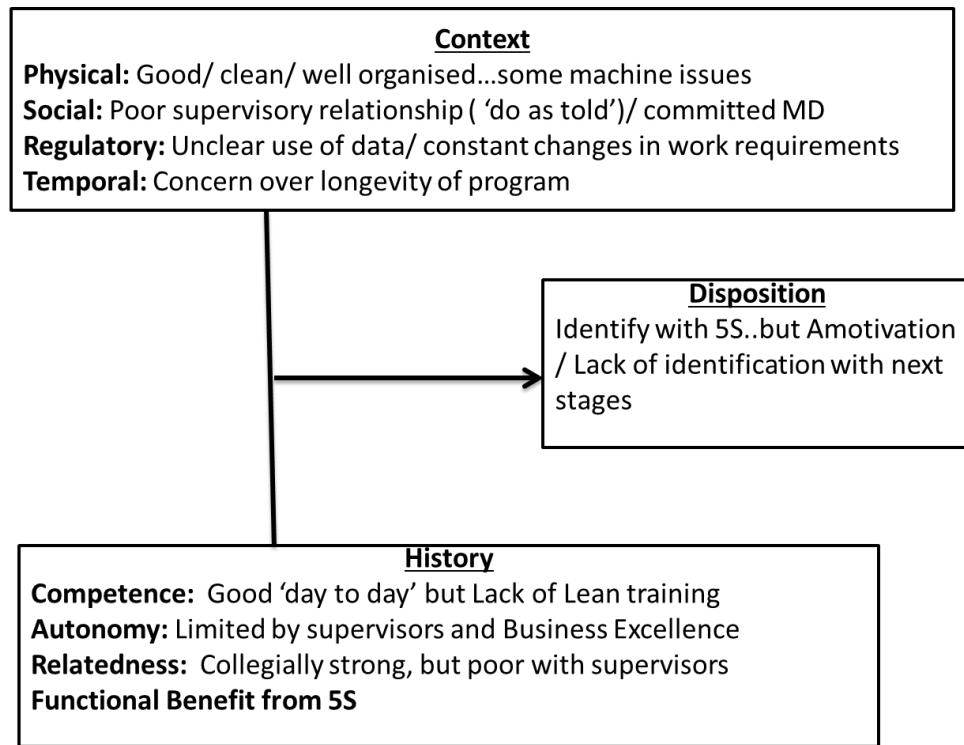 Context
Physical: Good/ clean/ well organised...some machine issues
Social: Poor supervisory relationship ( ‘do as told’)/ committed MD
Regulatory: Unclear use of data/ constant changes in work requirements
Temporal: Concern over longevity of program
Disposition
Identify with 5S..but Amotivation
/ Lack of identification with next
stages
History
Competence: Good ‘day to day’ but Lack of Lean training
Autonomy: Limited by supervisors and Business Excellence
Relatedness: Collegially strong, but poor with supervisors
Functional Benefit from 5S